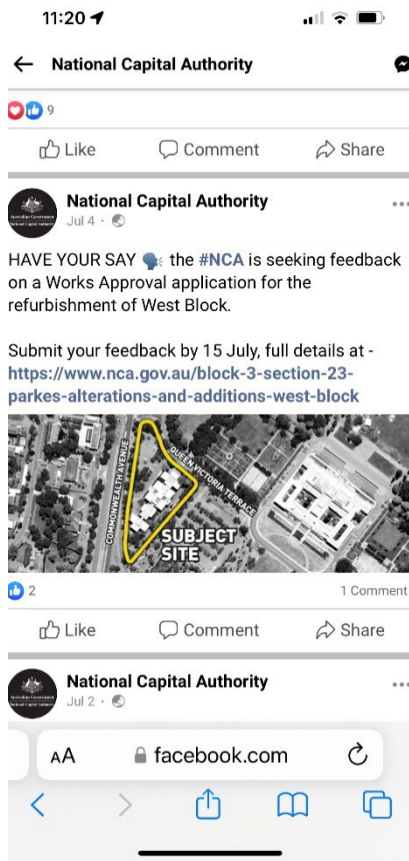 11:20
National Capital Authority
9
Like Comment Share
National Capital Authority
Jul 4 ·
HAVE YOUR SAY 🗣️ the #NCA is seeking feedback
on a Works Approval application for the
refurbishment of West Block.
Submit your feedback by 15 July, full details at -
https://www.nca.gov.au/block-3-section-23-
parkes-alterations-and-additions-west-block
COMMONWEALTH AVENUE
QUEEN VICTORIA TERRACE
SUBJECT
SITE
2 1 Comment
Like Comment Share
National Capital Authority
Jul 2 ·
AA facebook.com